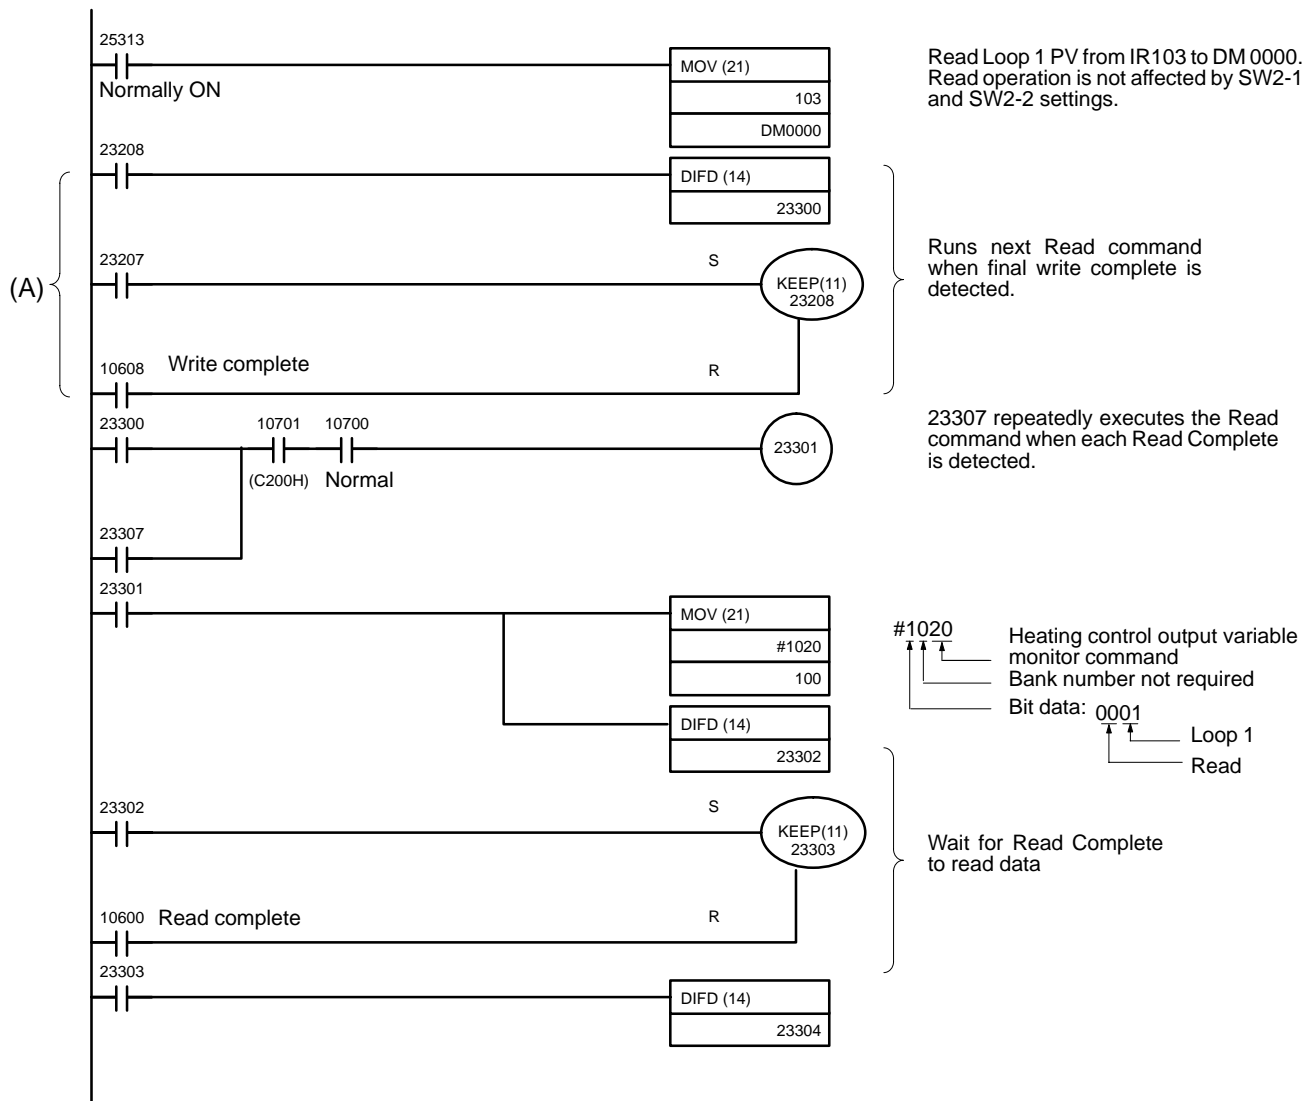 25313
Normally ON
MOV (21)
103
DM0000
Read Loop 1 PV from IR103 to DM 0000.
Read operation is not affected by SW2-1
and SW2-2 settings.
23208
DIFD (14)
23300
(A)
23207
S
KEEP(11)
23208
Runs next Read command
when final write complete is
detected.
10608
Write complete
R
23300
10701
10700
(C200H)
Normal
23301
23307 repeatedly executes the Read
command when each Read Complete
is detected.
23307
23301
MOV (21)
#1020
100
DIFD (14)
23302
#1020
Heating control output variable
monitor command
Bank number not required
Bit data:
0001
Loop 1
Read
23302
S
KEEP(11)
23303
Wait for Read Complete
to read data
10600
Read complete
R
23303
DIFD (14)
23304